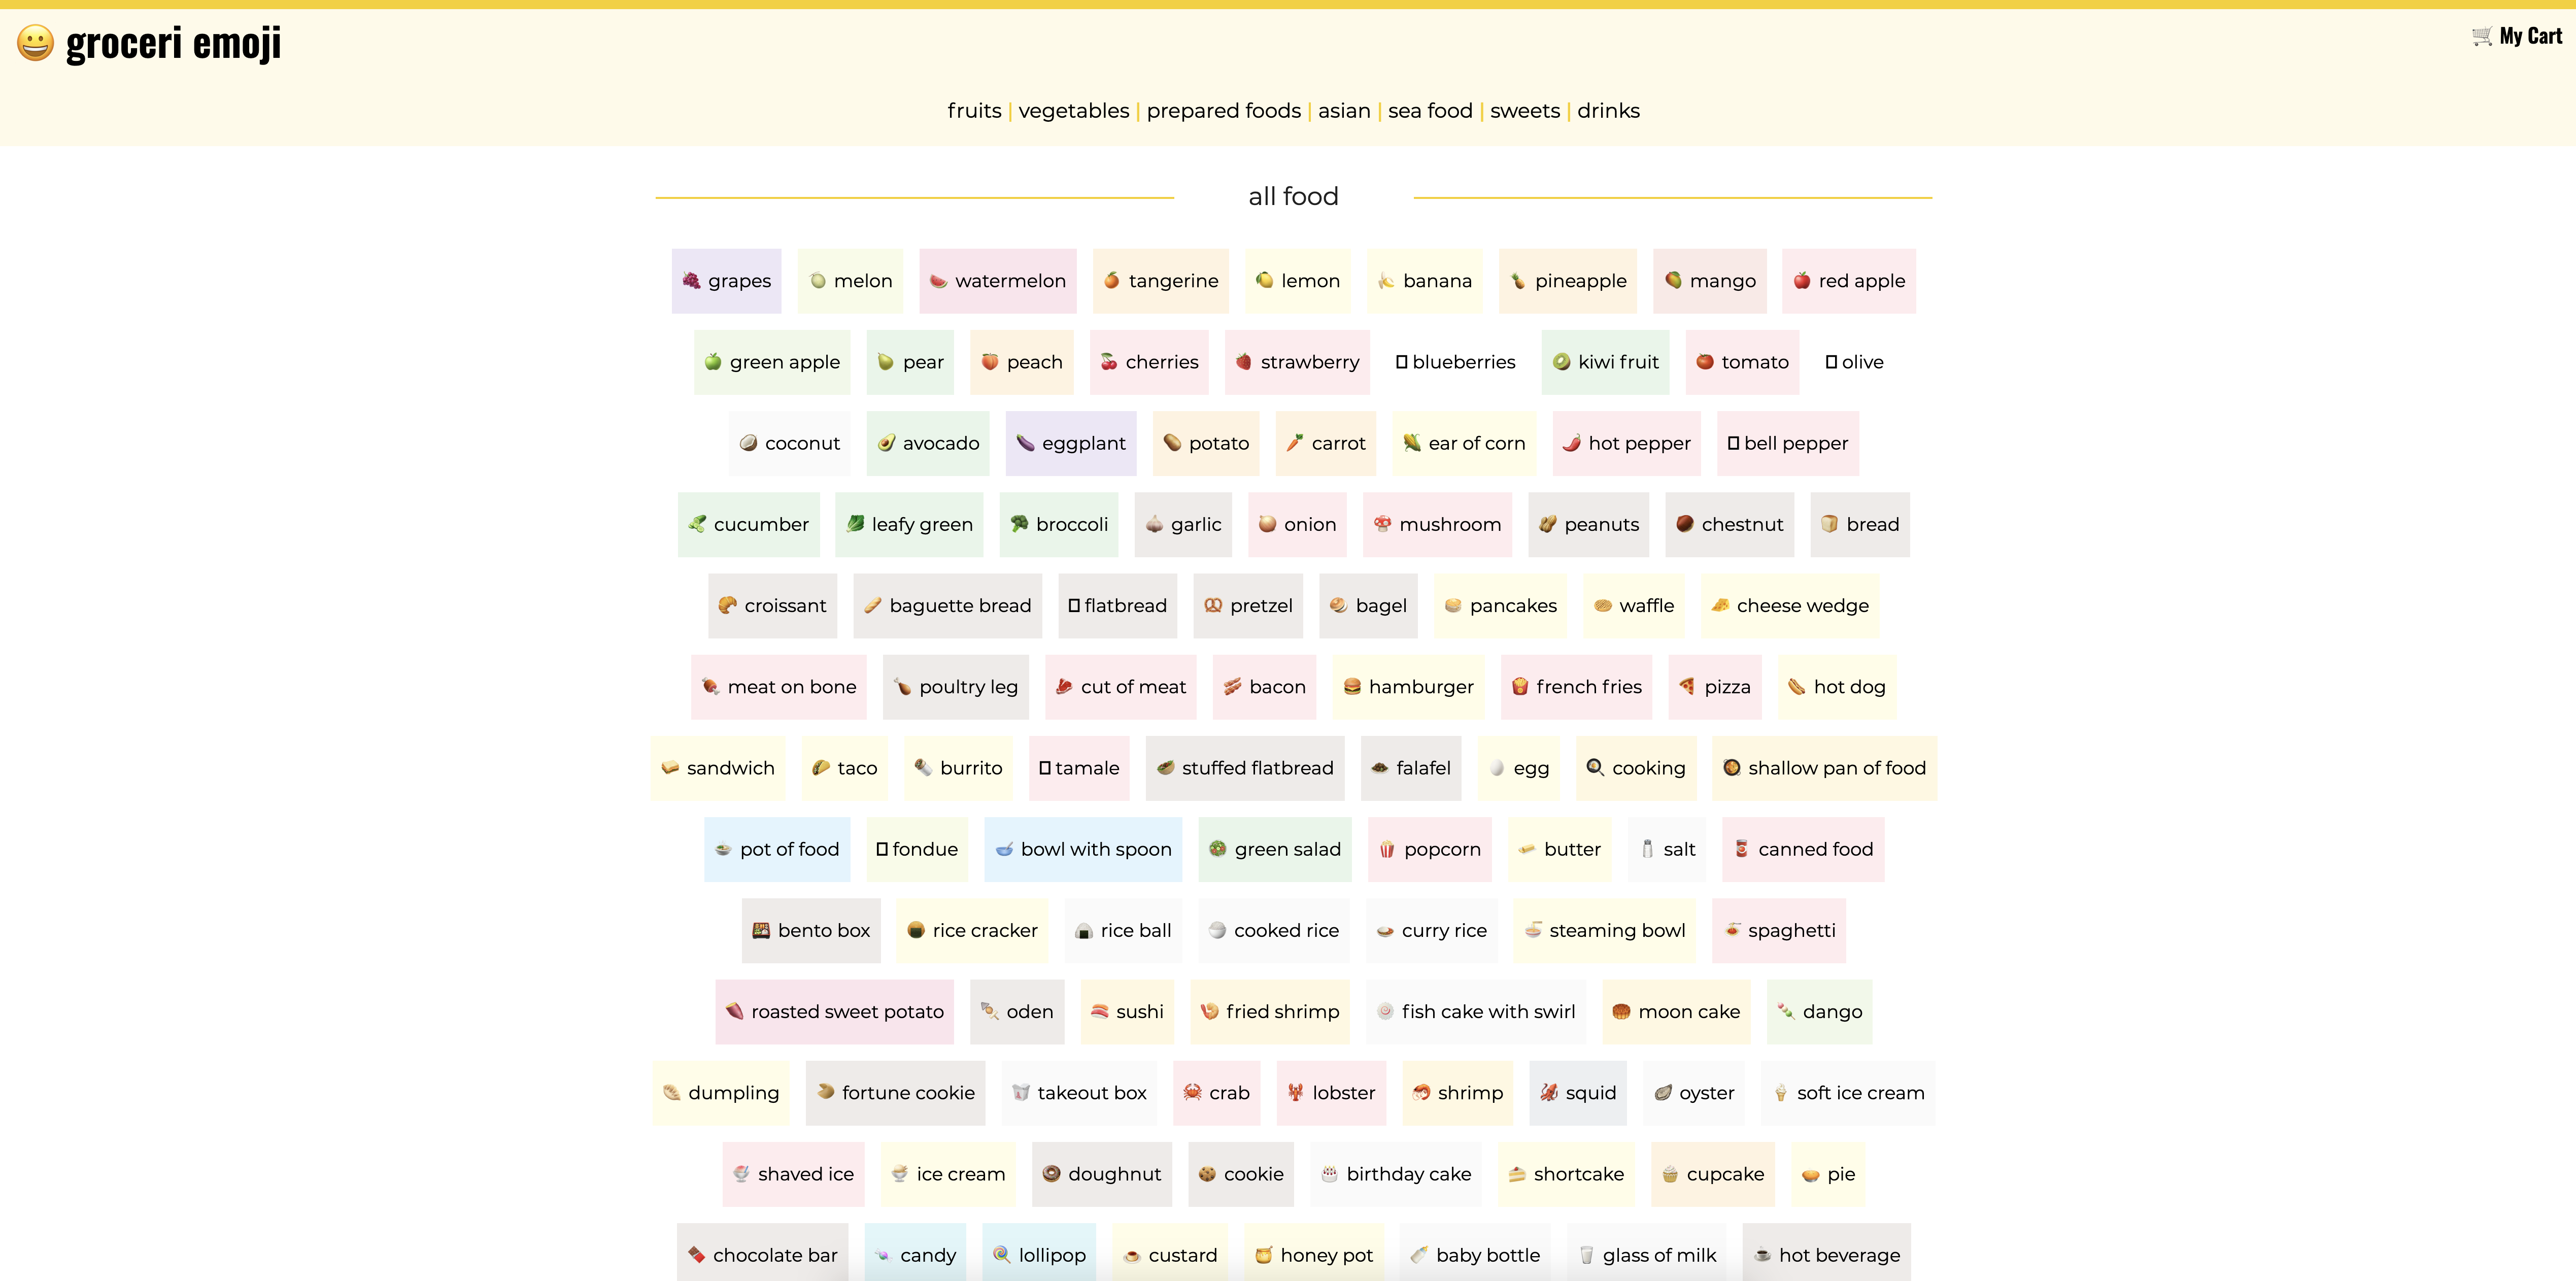 😀 groceri emoji
🛒 My Cart
fruits | vegetables | prepared foods | asian | sea food | sweets | drinks
all food
🍇 grapes 🍈 melon 🍉 watermelon 🍊 tangerine 🍋 lemon 🍌 banana 🍍 pineapple 🥭 mango 🍎 red apple
🍏 green apple 🍐 pear 🍑 peach 🍒 cherries 🍓 strawberry blueberries 🥝 kiwi fruit 🍅 tomato olive
🥥 coconut 🥑 avocado 🍆 eggplant 🥔 potato 🥕 carrot 🌽 ear of corn 🌶️ hot pepper bell pepper
🥒 cucumber 🥬 leafy green 🥦 broccoli 🧄 garlic 🧅 onion 🍄 mushroom 🥜 peanuts 🌰 chestnut 🍞 bread
🥐 croissant 🥖 baguette bread flatbread 🥨 pretzel 🥯 bagel 🥞 pancakes 🧇 waffle 🧀 cheese wedge
🍖 meat on bone 🍗 poultry leg 🥩 cut of meat 🥓 bacon 🍔 hamburger 🍟 french fries 🍕 pizza 🌭 hot dog
🥪 sandwich 🌮 taco 🌯 burrito tamale 🥙 stuffed flatbread 🧆 falafel 🥚 egg 🍳 cooking 🥘 shallow pan of food
🍲 pot of food fondue 🥣 bowl with spoon 🥗 green salad 🍿 popcorn 🧈 butter 🧂 salt 🥫 canned food
🍱 bento box 🍘 rice cracker 🍙 rice ball 🍚 cooked rice 🍛 curry rice 🍜 steaming bowl 🍝 spaghetti
🍠 roasted sweet potato 🍢 oden 🍣 sushi 🍤 fried shrimp 🍥 fish cake with swirl 🥮 moon cake 🍡 dango
🥟 dumpling 🥠 fortune cookie 🥡 takeout box 🦀 crab 🦞 lobster 🦐 shrimp 🦑 squid 🦪 oyster 🍦 soft ice cream
🍧 shaved ice 🍨 ice cream 🍩 doughnut 🍪 cookie 🎂 birthday cake 🍰 shortcake 🧁 cupcake 🥧 pie
🍫 chocolate bar 🍬 candy 🍭 lollipop 🍮 custard 🍯 honey pot 🍼 baby bottle 🥛 glass of milk ☕ hot beverage